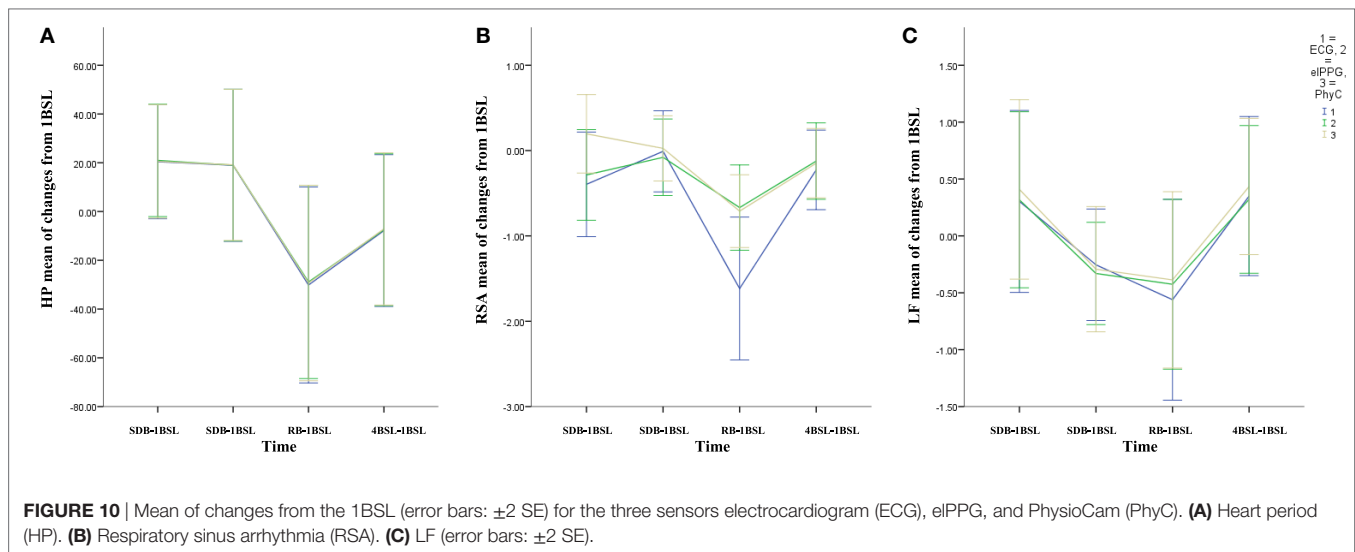 A
HP mean of changes from 1BSL
60.00
40.00
20.00
0.00
-20.00
-40.00
-60.00
-80.00
SDB-1BSL
SDB-1BSL
RB-1BSL
4BSL-1BSL
Time
B
RSA mean of changes from 1BSL
1.00
0.00
-1.00
-2.00
-3.00
SDB-1BSL
SDB-1BSL
RB-1BSL
4BSL-1BSL
Time
C
LF mean of changes from 1BSL
1.50
1.00
0.50
0.00
-0.50
-1.00
-1.50
SDB-1BSL
SDB-1BSL
RB-1BSL
4BSL-1BSL
Time
1 =
ECG, 2
=
elPPG,
3 =
PhyC
1
2
3
FIGURE 10 | Mean of changes from the 1BSL (error bars: ±2 SE) for the three sensors electrocardiogram (ECG), elPPG, and PhysioCam (PhyC). (A) Heart period
(HP). (B) Respiratory sinus arrhythmia (RSA). (C) LF (error bars: ±2 SE).